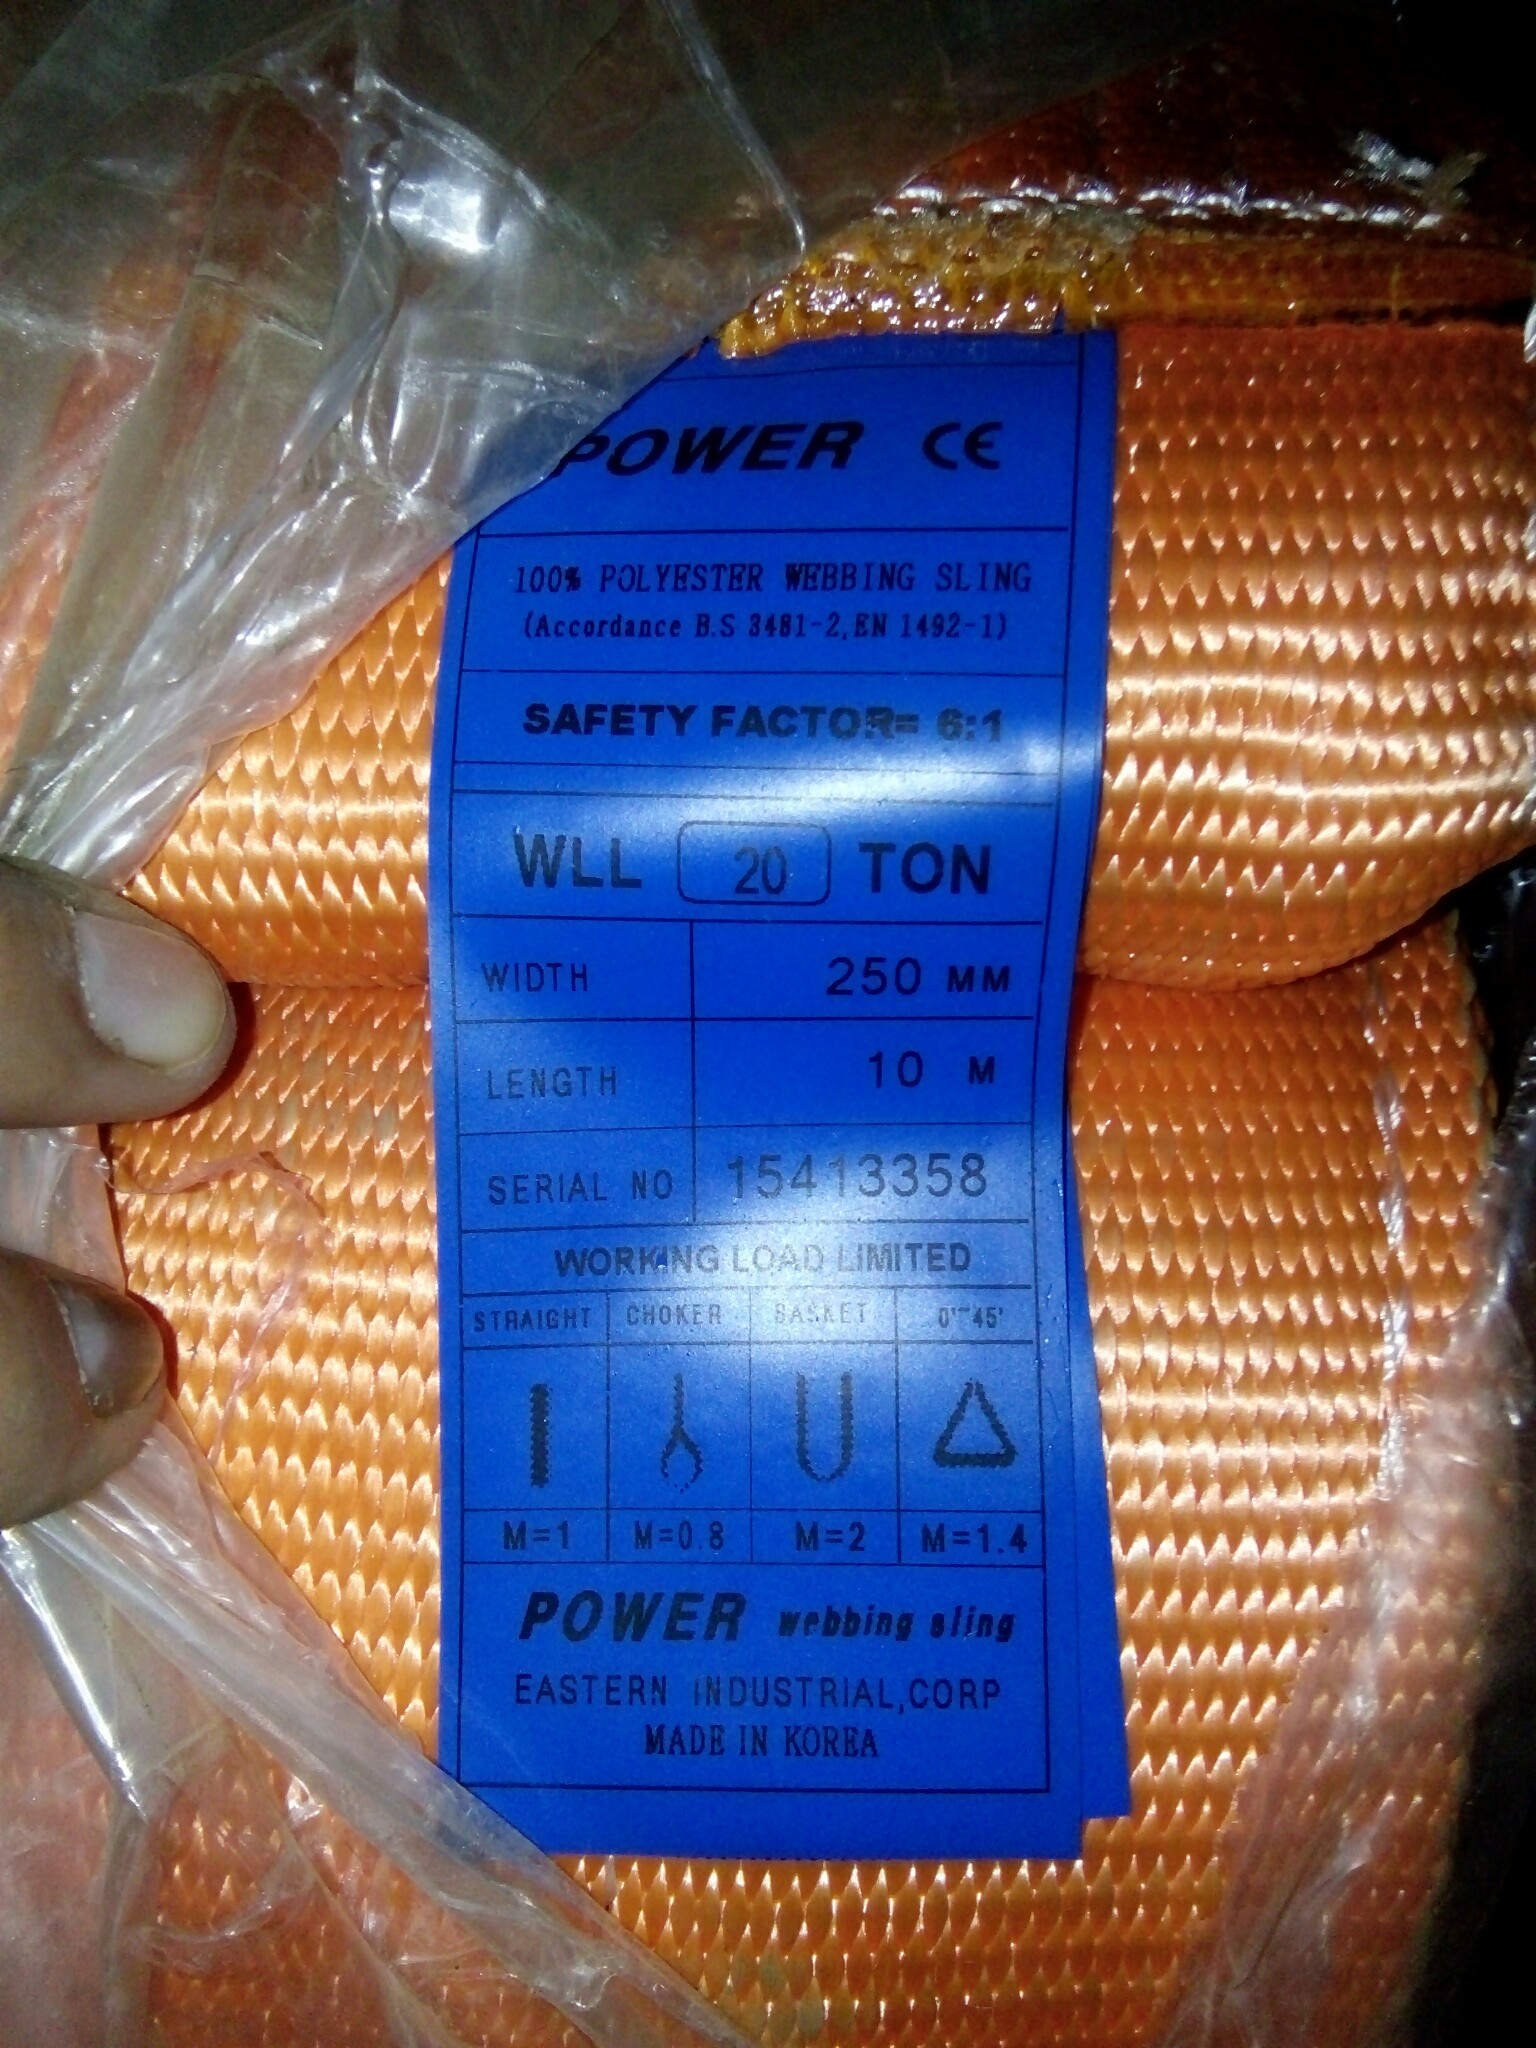 POWER CE
100% POLYESTER WEBBING SLING
(Accordance B.S 3481-2,EN 1492-1)
SAFETY FACTOR= 6:1
WLL 20 TON
WIDTH 250 MM
LENGTH 10 M
SERIAL NO 15413358
WORKING LOAD LIMITED
STRAIGHT CHOKER BASKET 0'~45'
M=1 M=0.8 M=2 M=1.4
POWER webbing sling
EASTERN INDUSTRIAL,CORP
MADE IN KOREA